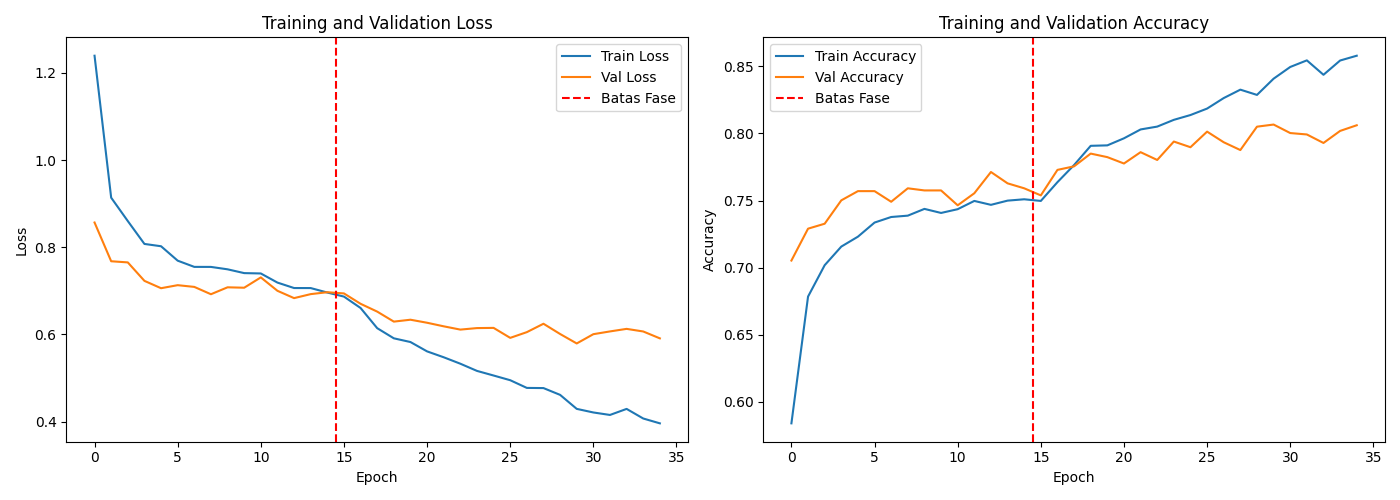 Training and Validation Loss
Train Loss
Val Loss
Batas Fase
1.2
1.0
0.8
0.6
0.4
Loss
0 5 10 15 20 25 30 35
Epoch
Training and Validation Accuracy
Train Accuracy
Val Accuracy
Batas Fase
0.85
0.80
0.75
0.70
0.65
0.60
Accuracy
0 5 10 15 20 25 30 35
Epoch